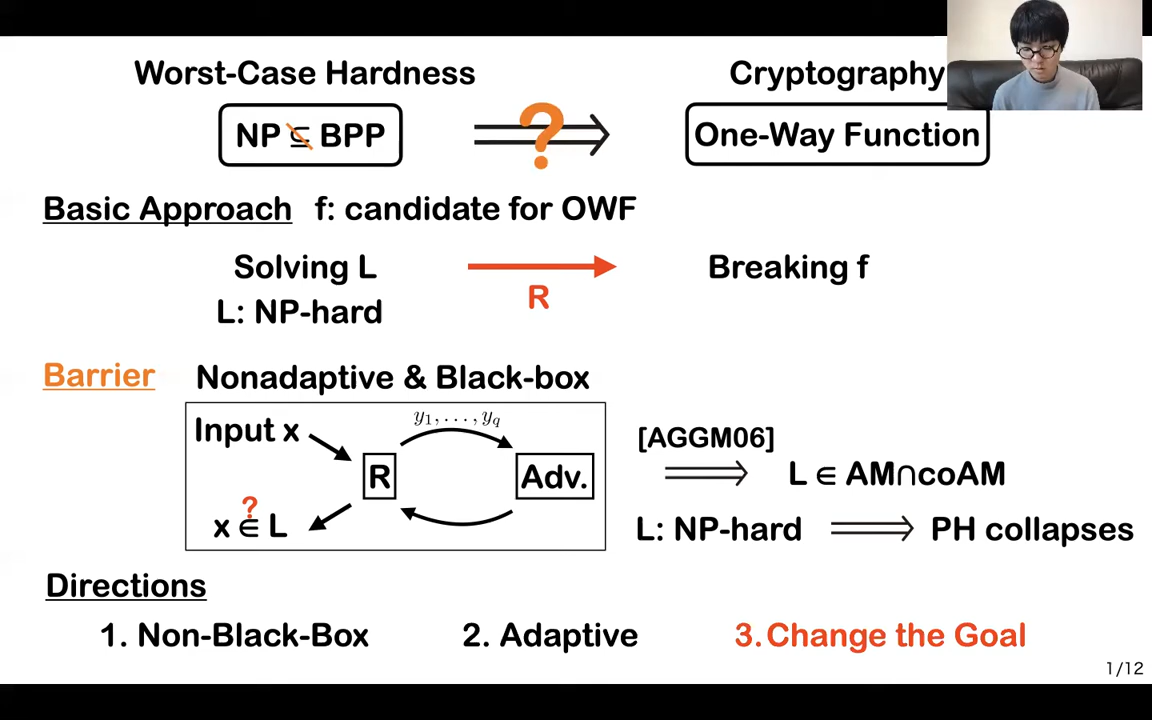 Worst-Case Hardness
Cryptography
NP ⊈ BPP
?
One-Way Function
Basic Approach f: candidate for OWF
Solving L
Breaking f
R
L: NP-hard
Barrier Nonadaptive & Black-box
Input x
y₁, . . . , y_q
R
Adv.
?
x ∈ L
[AGGM06]
L ∈ AM∩coAM
L: NP-hard
PH collapses
Directions
1. Non-Black-Box 2. Adaptive 3. Change the Goal
1/12